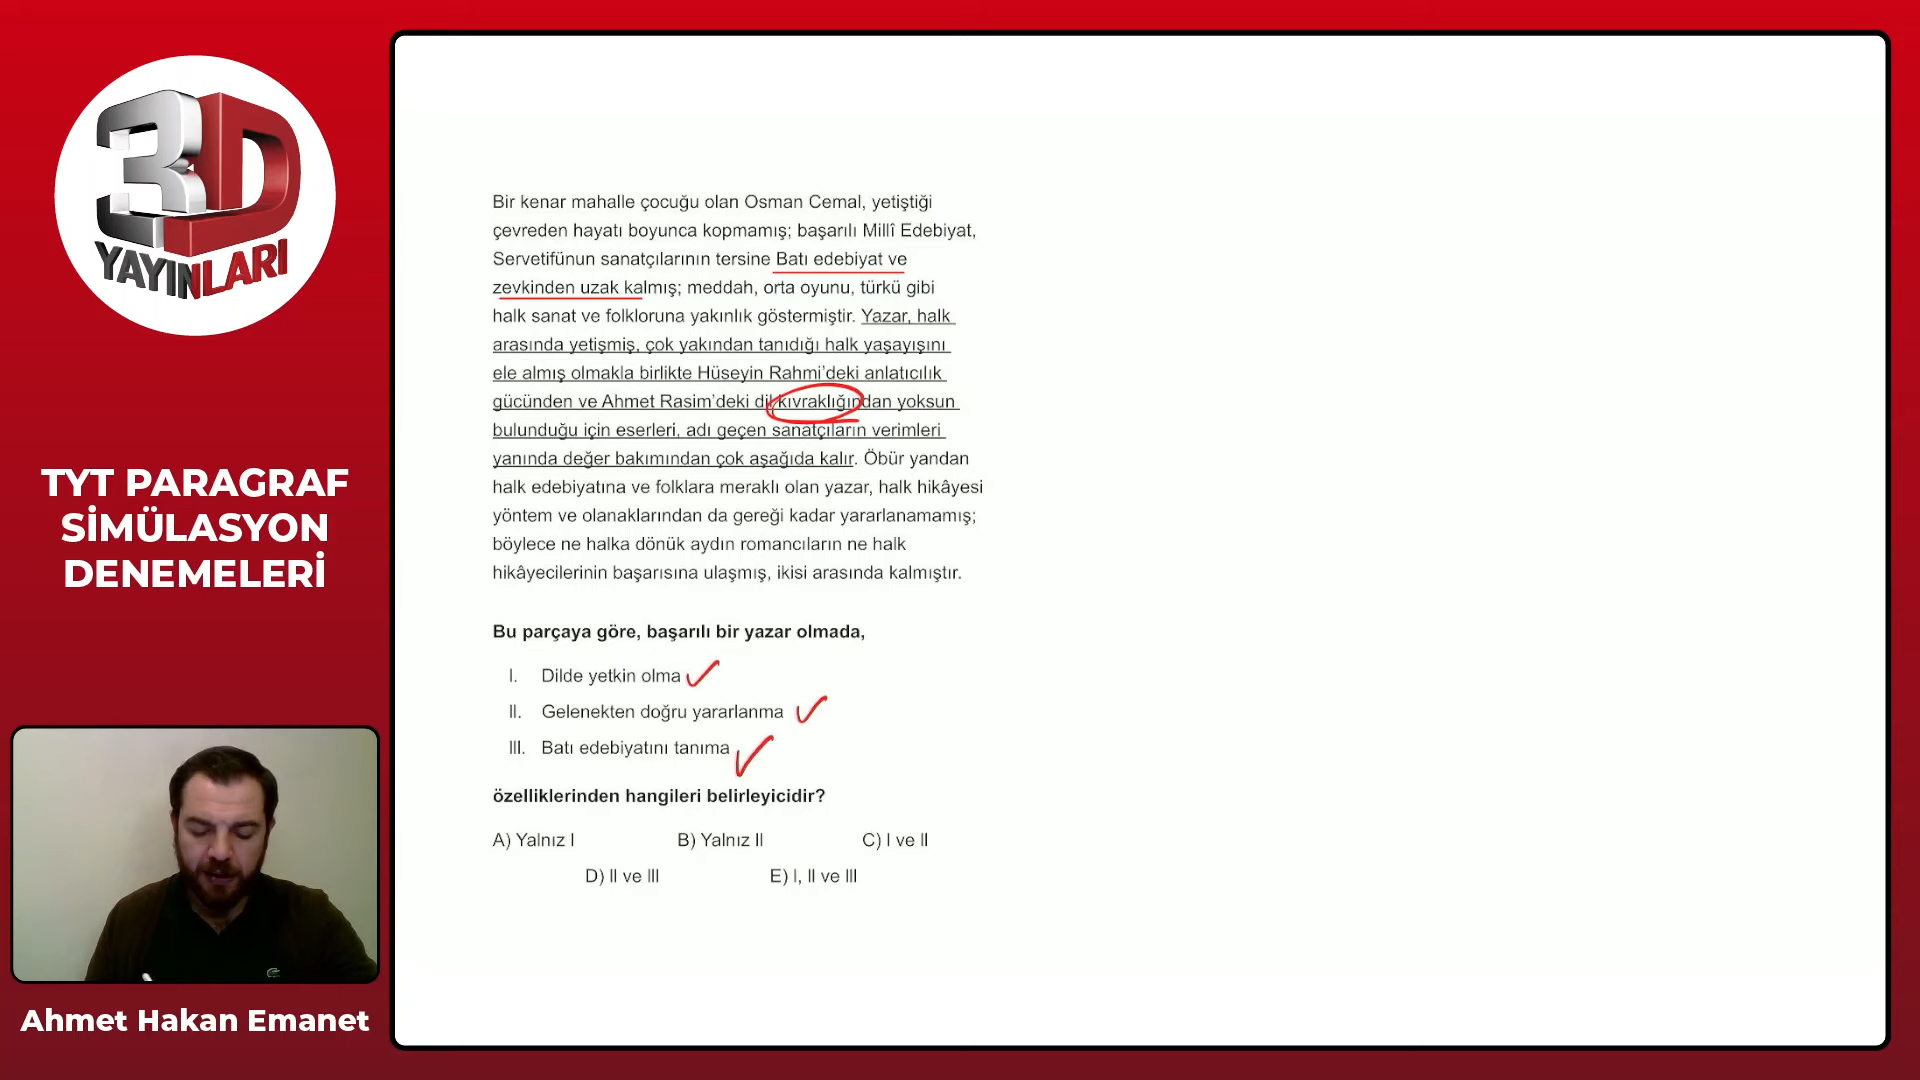 3D
YAYINLARI
TYT PARAGRAF
SİMÜLASYON
DENEMELERİ
Ahmet Hakan Emanet
Bir kenar mahalle çocuğu olan Osman Cemal, yetiştiği
çevreden hayatı boyunca kopmamış; başarılı Millî Edebiyat,
Servetifünun sanatçılarının tersine Batı edebiyat ve
zevkinden uzak kalmış; meddah, orta oyunu, türkü gibi
halk sanat ve folkloruna yakınlık göstermiştir. Yazar, halk
arasında yetişmiş, çok yakından tanıdığı halk yaşayışını
ele almış olmakla birlikte Hüseyin Rahmi'deki anlatıcılık
gücünden ve Ahmet Rasim'deki dil kıvraklığından yoksun
bulunduğu için eserleri, adı geçen sanatçıların verimleri
yanında değer bakımından çok aşağıda kalır. Öbür yandan
halk edebiyatına ve folklara meraklı olan yazar, halk hikâyesi
yöntem ve olanaklarından da gereği kadar yararlanamamış;
böylece ne halka dönük aydın romancıların ne halk
hikâyecilerinin başarısına ulaşmış, ikisi arasında kalmıştır.
Bu parçaya göre, başarılı bir yazar olmada,
I. Dilde yetkin olma
II. Gelenekten doğru yararlanma
III. Batı edebiyatını tanıma
özelliklerinden hangileri belirleyicidir?
A) Yalnız I B) Yalnız II C) I ve II
D) II ve III E) I, II ve III